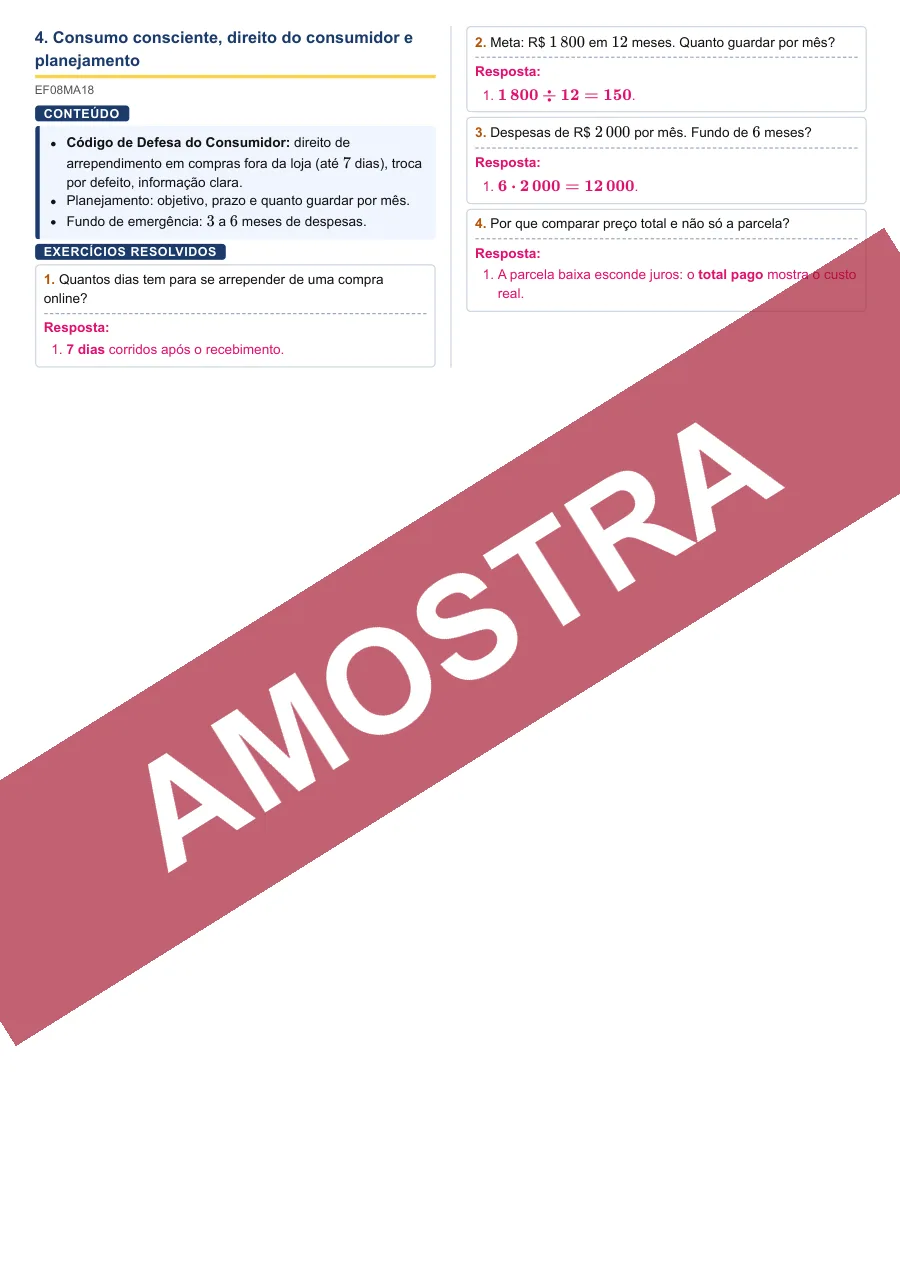 4. Consumo consciente, direito do consumidor e
planejamento
EF08MA18
CONTEÚDO
• Código de Defesa do Consumidor: direito de
arrependimento em compras fora da loja (até 7 dias), troca
por defeito, informação clara.
• Planejamento: objetivo, prazo e quanto guardar por mês.
• Fundo de emergência: 3 a 6 meses de despesas.
EXERCÍCIOS RESOLVIDOS
1. Quantos dias tem para se arrepender de uma compra
online?
Resposta:
1. 7 dias corridos após o recebimento.
2. Meta: R$ 1 800 em 12 meses. Quanto guardar por mês?
Resposta:
1. 1 800 ÷ 12 = 150.
3. Despesas de R$ 2 000 por mês. Fundo de 6 meses?
Resposta:
1. 6 · 2 000 = 12 000.
4. Por que comparar preço total e não só a parcela?
Resposta:
1. A parcela baixa esconde juros: o total pago mostra o custo
real.
AMOSTRA